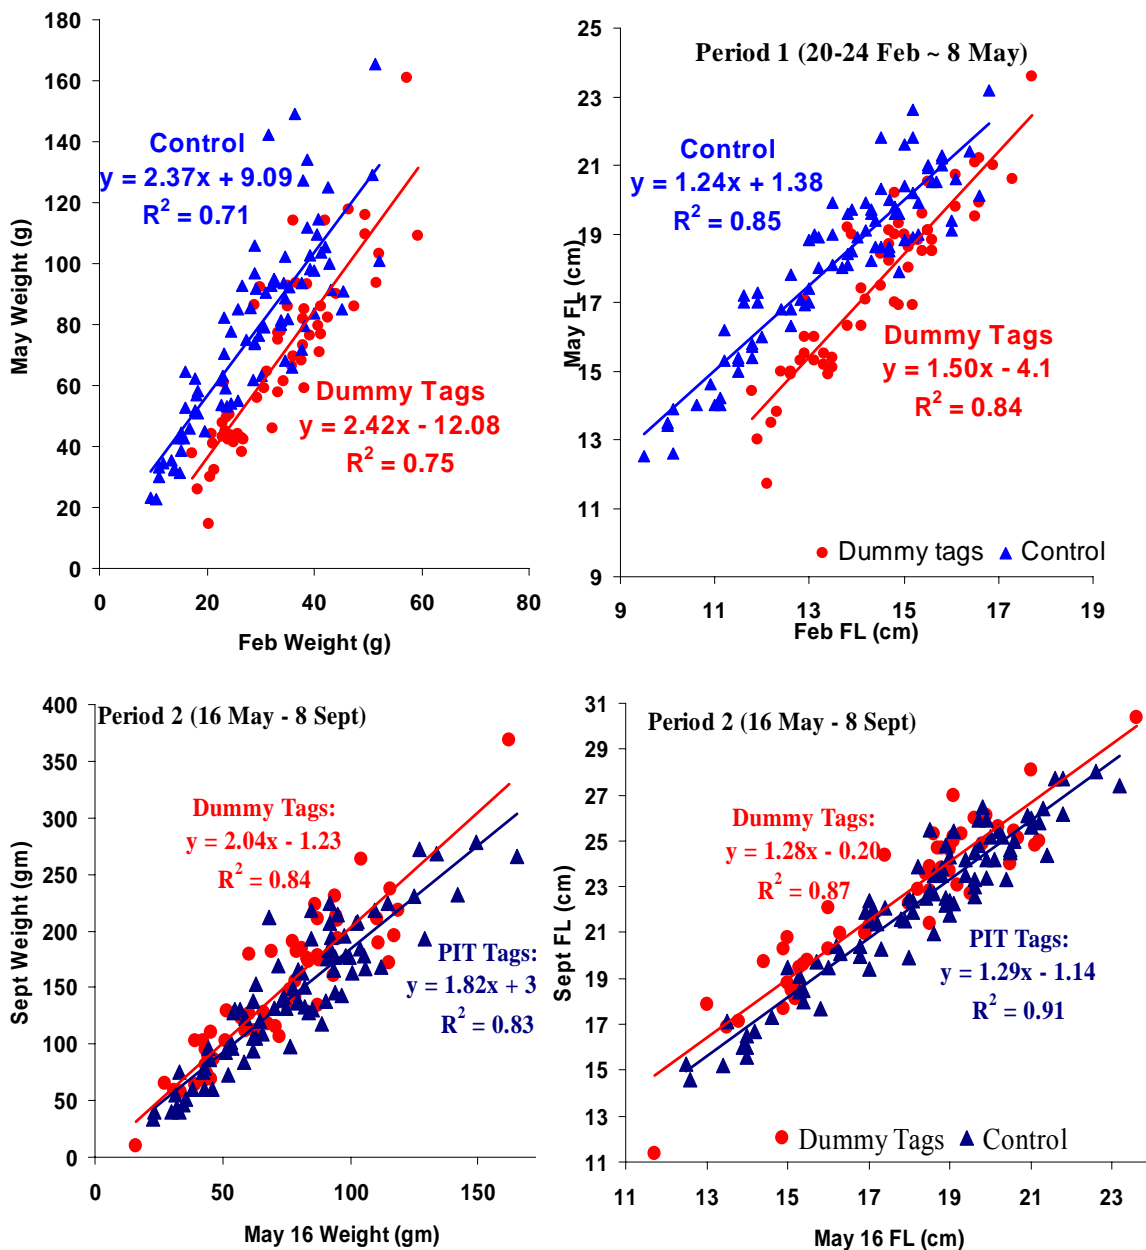 180
160
140
120
100
80
60
40
20
0
May Weight (g)
Control
y = 2.37x + 9.09
R² = 0.71
Dummy Tags
y = 2.42x - 12.08
R² = 0.75
0 20 40 60 80
Feb Weight (g)
25
23
21
19
17
15
13
11
9
May FL (cm)
Period 1 (20-24 Feb ~ 8 May)
Control
y = 1.24x + 1.38
R² = 0.85
Dummy Tags
y = 1.50x - 4.1
R² = 0.84
Dummy tags Control
9 11 13 15 17 19
Feb FL (cm)
400
350
300
250
200
150
100
50
0
Sept Weight (gm)
Period 2 (16 May - 8 Sept)
Dummy Tags:
y = 2.04x - 1.23
R² = 0.84
PIT Tags:
y = 1.82x + 3
R² = 0.83
0 50 100 150
May 16 Weight (gm)
31
29
27
25
23
21
19
17
15
13
11
Sept FL (cm)
Period 2 (16 May - 8 Sept)
Dummy Tags:
y = 1.28x - 0.20
R² = 0.87
PIT Tags:
y = 1.29x - 1.14
R² = 0.91
Dummy Tags Control
11 13 15 17 19 21 23
May 16 FL (cm)